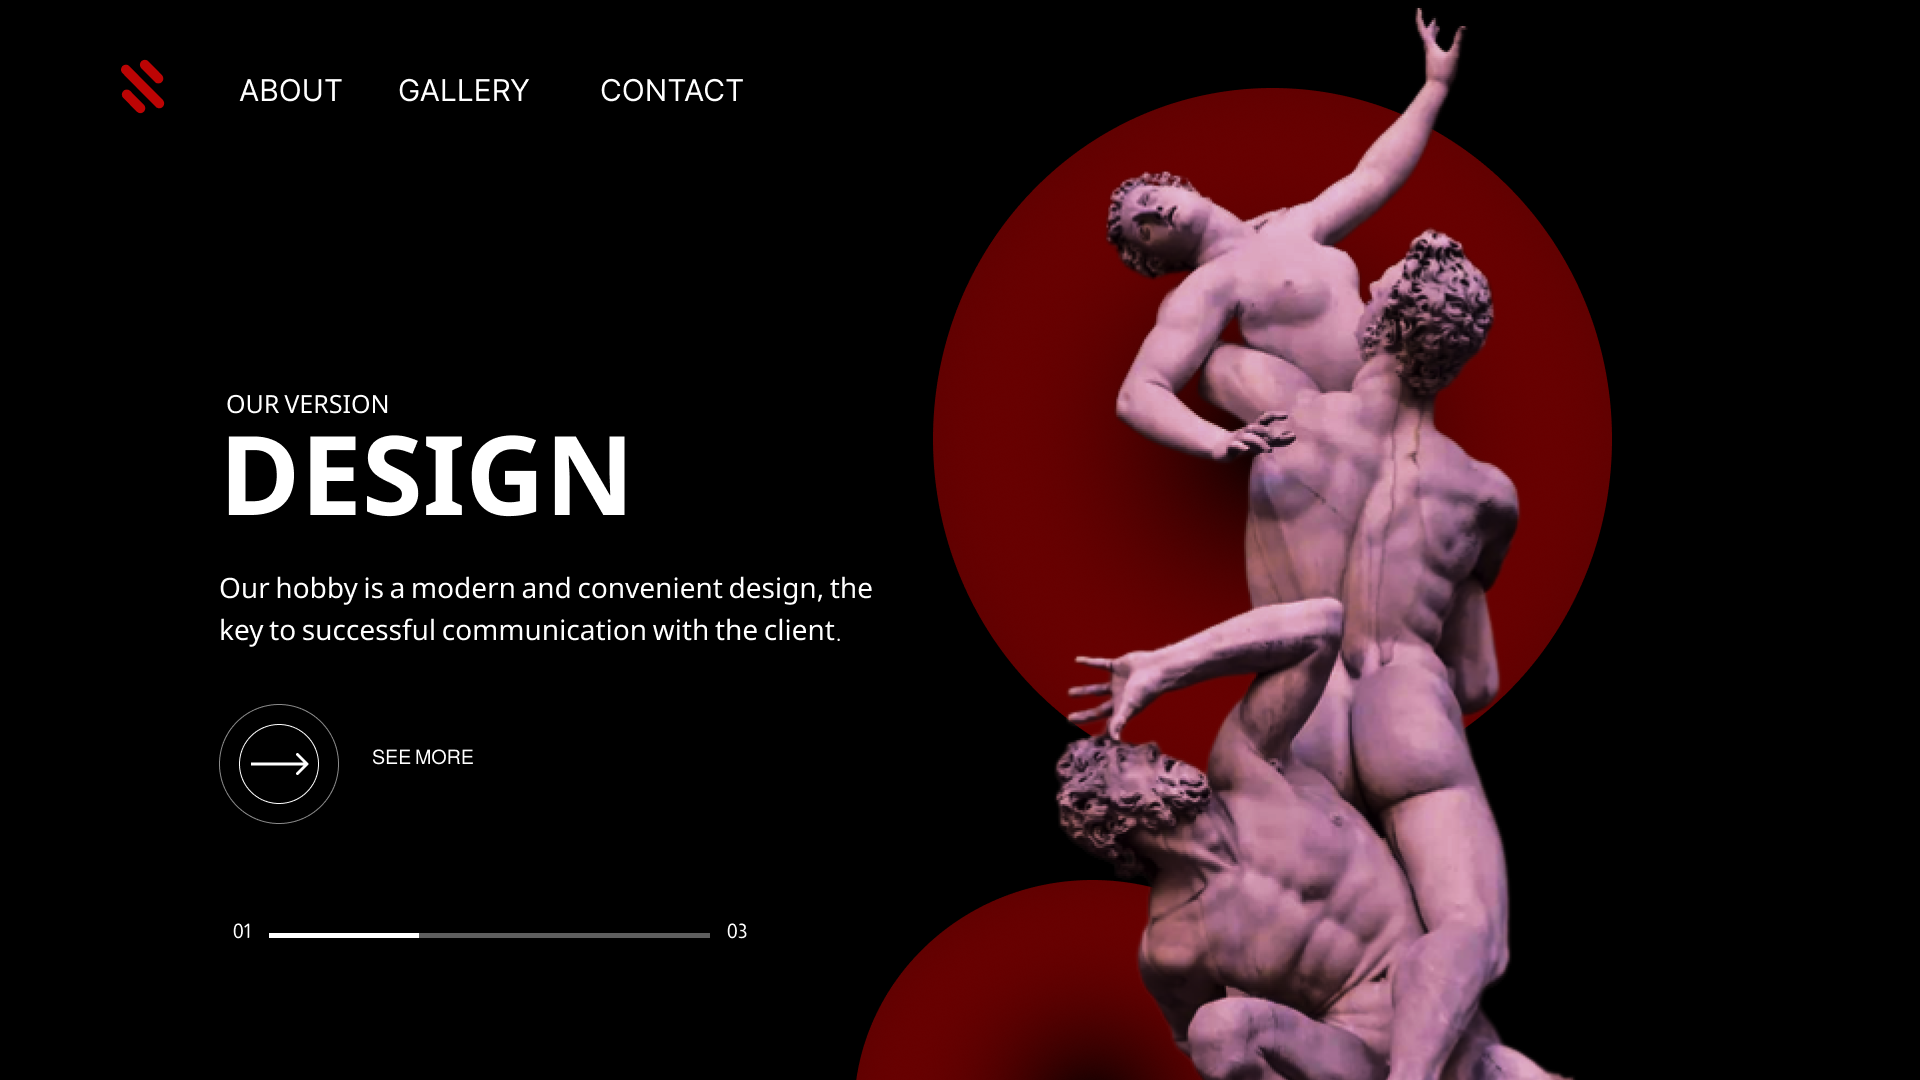 ABOUT GALLERY CONTACT
OUR VERSION
DESIGN
Our hobby is a modern and convenient design, the
key to successful communication with the client.
SEE MORE
01 03